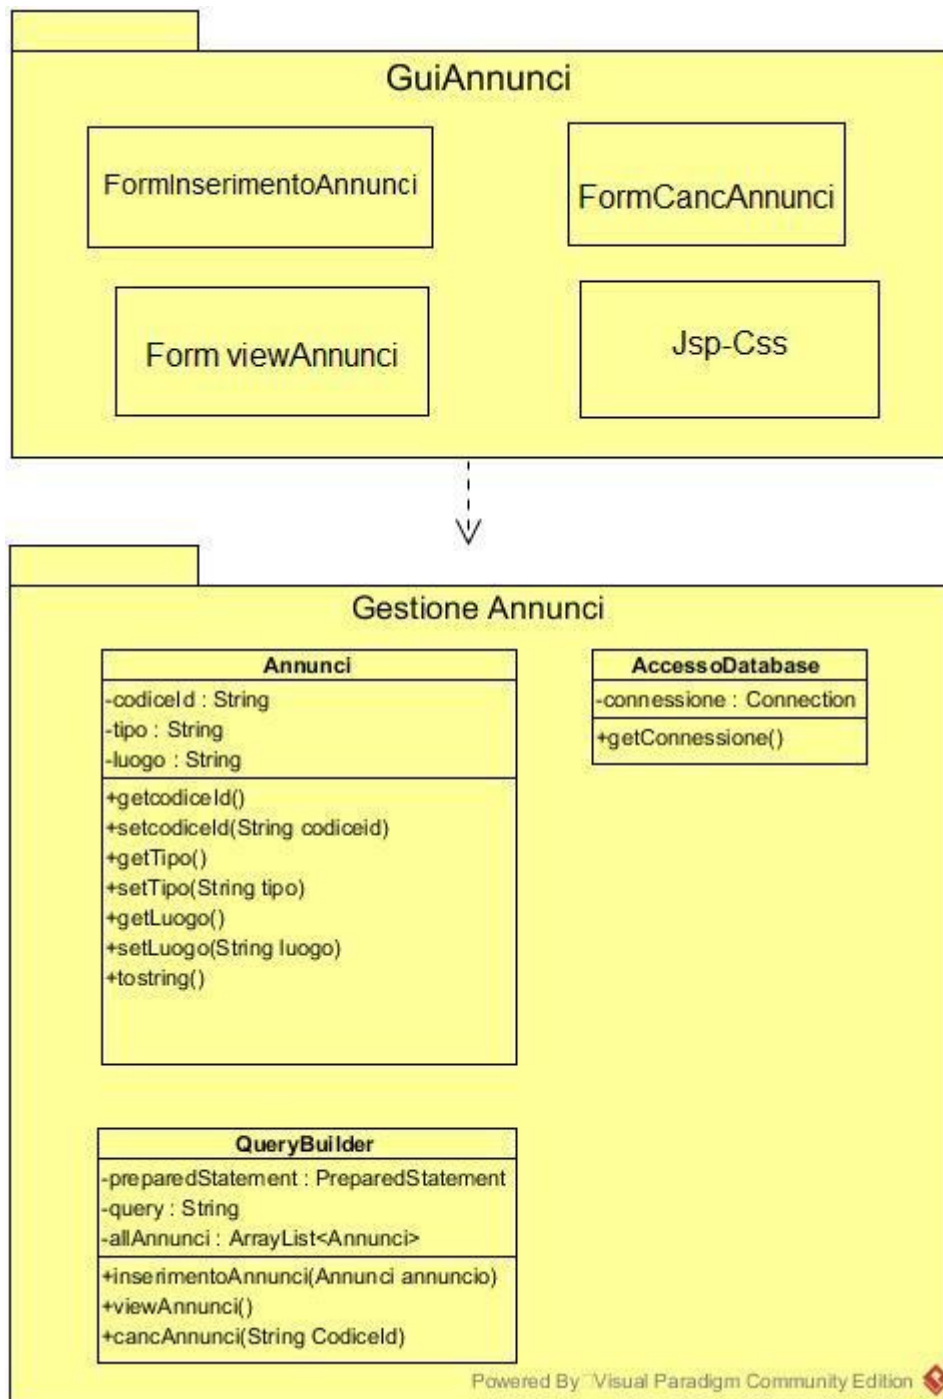 GuiAnnunci
FormInserimentoAnnunci
FormCancAnnunci
Form viewAnnunci
Jsp-Css
Gestione Annunci
Annunci
-codiceId : String
-tipo : String
-luogo : String
+getcodiceId()
+setcodiceId(String codiceid)
+getTipo()
+setTipo(String tipo)
+getLuogo()
+setLuogo(String luogo)
+tostring()
AccessoDatabase
-connessione : Connection
+getConnessione()
QueryBuilder
-preparedStatement : PreparedStatement
-query : String
-allAnnunci : ArrayList<Annunci>
+inserimentoAnnunci(Annunci annuncio)
+viewAnnunci()
+cancAnnunci(String CodiceId)
Powered By Visual Paradigm Community Edition